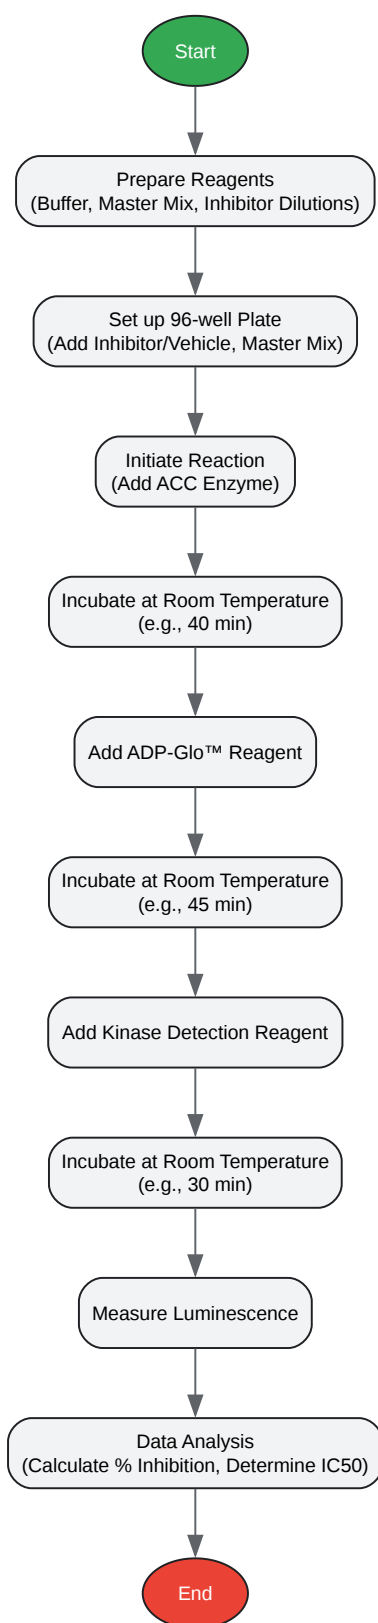 Start
Prepare Reagents
(Buffer, Master Mix, Inhibitor Dilutions)
Set up 96-well Plate
(Add Inhibitor/Vehicle, Master Mix)
Initiate Reaction
(Add ACC Enzyme)
Incubate at Room Temperature
(e.g., 40 min)
Add ADP-Glo™ Reagent
Incubate at Room Temperature
(e.g., 45 min)
Add Kinase Detection Reagent
Incubate at Room Temperature
(e.g., 30 min)
Measure Luminescence
Data Analysis
(Calculate % Inhibition, Determine IC50)
End